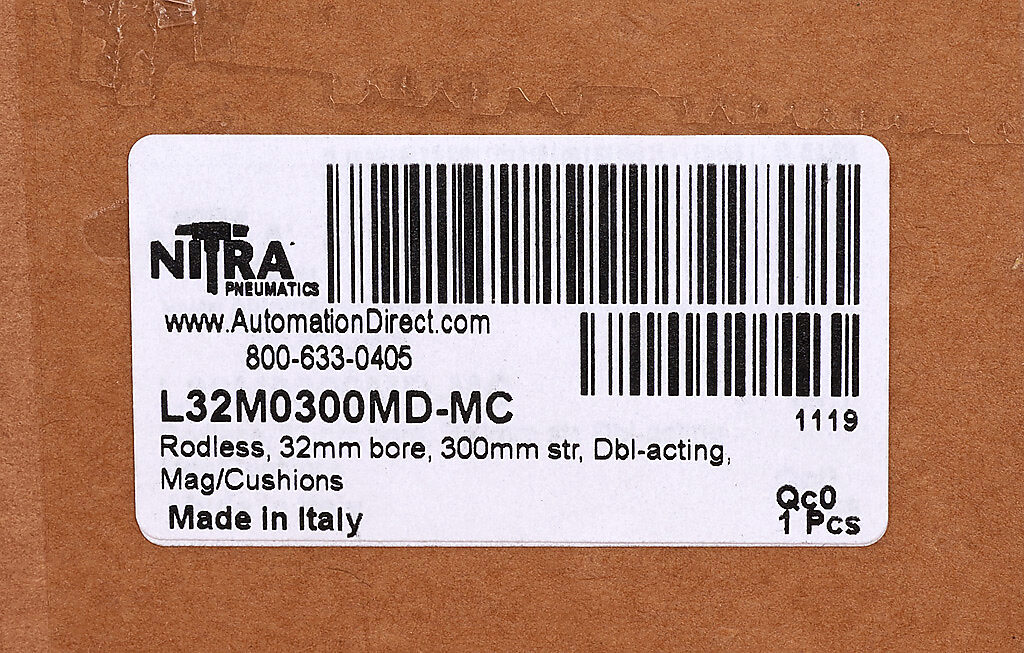 NITRA
PNEUMATICS
www.AutomationDirect.com
800-633-0405
L32M0300MD-MC
1119
Rodless, 32mm bore, 300mm str, Dbl-acting,
Mag/Cushions
Made in Italy
Qc0
1 Pcs